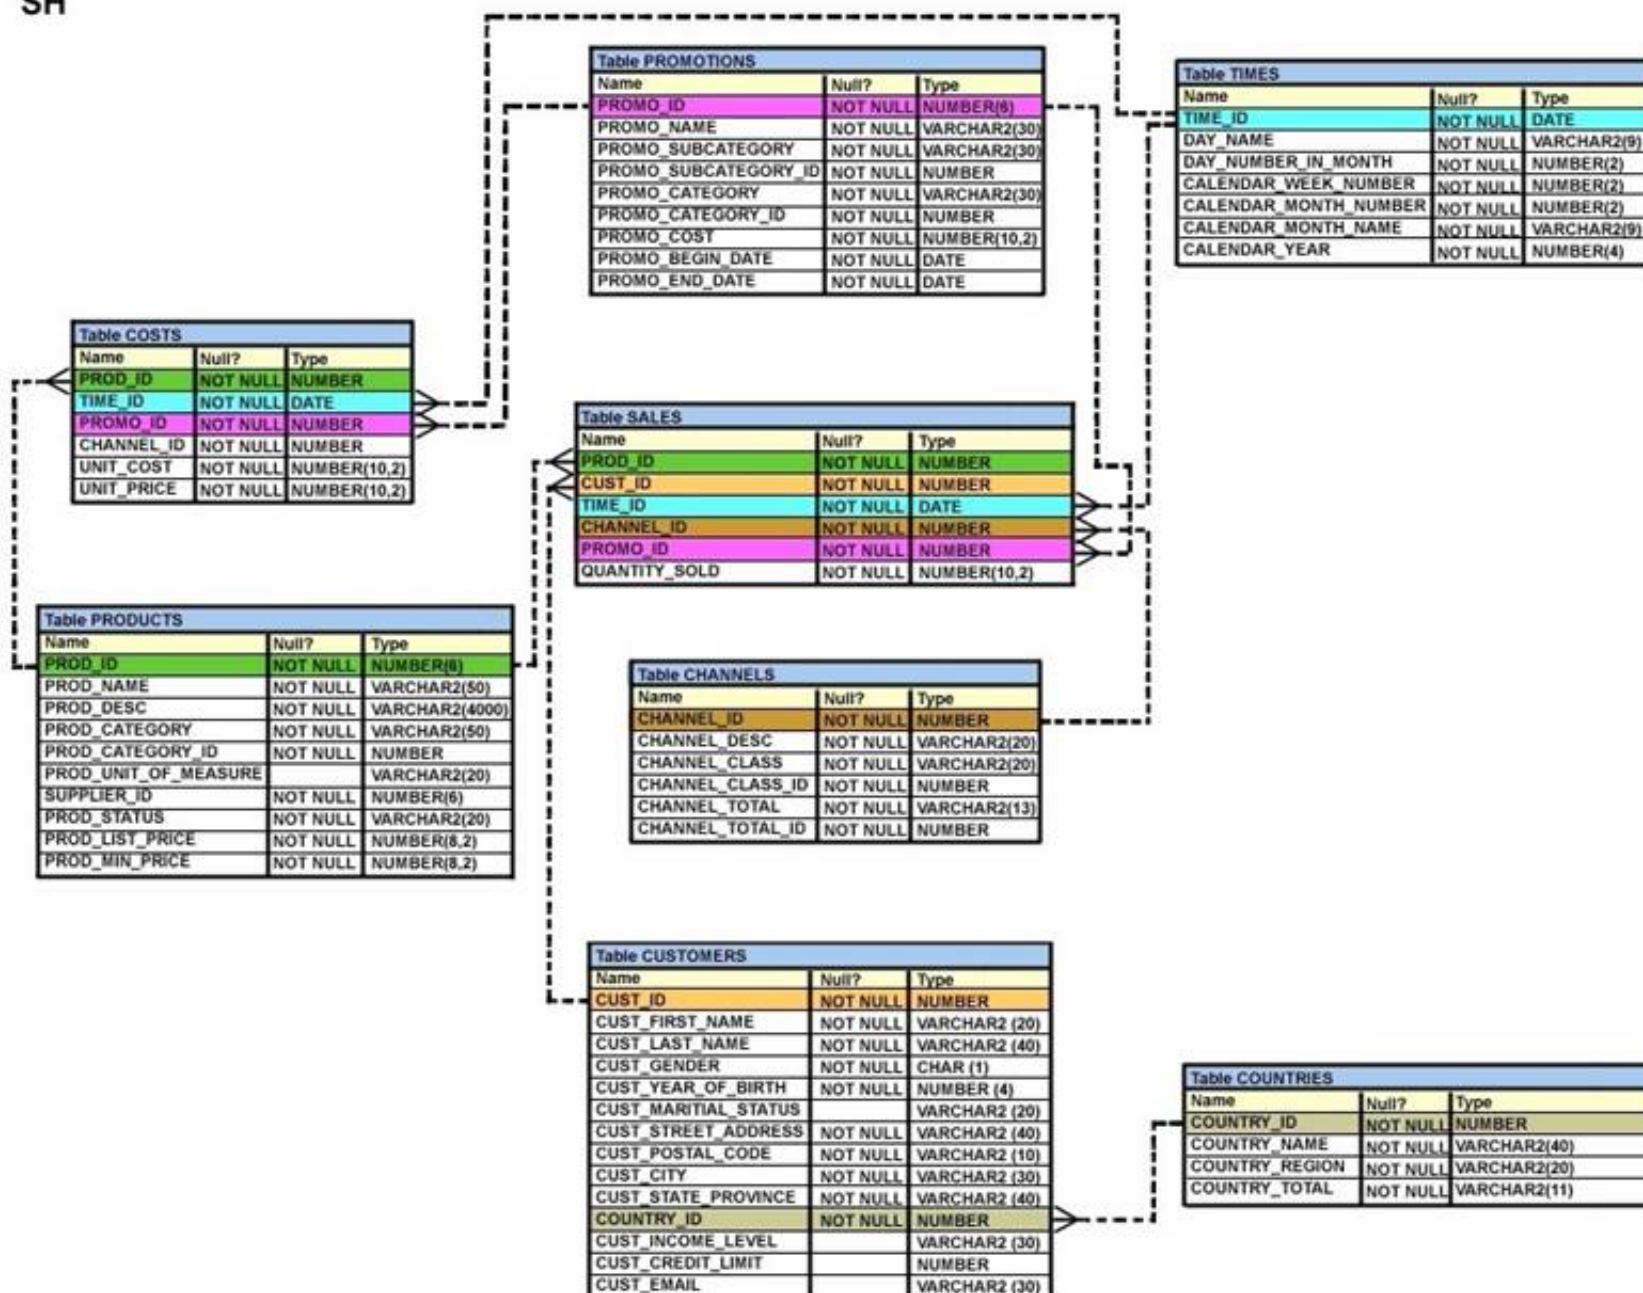 SH
Table PROMOTIONS
Name Null? Type
PROMO_ID NOT NULL NUMBER(6)
PROMO_NAME NOT NULL VARCHAR2(30)
PROMO_SUBCATEGORY NOT NULL VARCHAR2(30)
PROMO_SUBCATEGORY_ID NOT NULL NUMBER
PROMO_CATEGORY NOT NULL VARCHAR2(30)
PROMO_CATEGORY_ID NOT NULL NUMBER
PROMO_COST NOT NULL NUMBER(10,2)
PROMO_BEGIN_DATE NOT NULL DATE
PROMO_END_DATE NOT NULL DATE
Table TIMES
Name Null? Type
TIME_ID NOT NULL DATE
DAY_NAME NOT NULL VARCHAR2(9)
DAY_NUMBER_IN_MONTH NOT NULL NUMBER(2)
CALENDAR_WEEK_NUMBER NOT NULL NUMBER(2)
CALENDAR_MONTH_NUMBER NOT NULL NUMBER(2)
CALENDAR_MONTH_NAME NOT NULL VARCHAR2(9)
CALENDAR_YEAR NOT NULL NUMBER(4)
Table COSTS
Name Null? Type
PROD_ID NOT NULL NUMBER
TIME_ID NOT NULL DATE
PROMO_ID NOT NULL NUMBER
CHANNEL_ID NOT NULL NUMBER
UNIT_COST NOT NULL NUMBER(10,2)
UNIT_PRICE NOT NULL NUMBER(10,2)
Table SALES
Name Null? Type
PROD_ID NOT NULL NUMBER
CUST_ID NOT NULL NUMBER
TIME_ID NOT NULL DATE
CHANNEL_ID NOT NULL NUMBER
PROMO_ID NOT NULL NUMBER
QUANTITY_SOLD NOT NULL NUMBER(10,2)
Table PRODUCTS
Name Null? Type
PROD_ID NOT NULL NUMBER(6)
PROD_NAME NOT NULL VARCHAR2(50)
PROD_DESC NOT NULL VARCHAR2(4000)
PROD_CATEGORY NOT NULL VARCHAR2(50)
PROD_CATEGORY_ID NOT NULL NUMBER
PROD_UNIT_OF_MEASURE VARCHAR2(20)
SUPPLIER_ID NOT NULL NUMBER(6)
PROD_STATUS NOT NULL VARCHAR2(20)
PROD_LIST_PRICE NOT NULL NUMBER(8,2)
PROD_MIN_PRICE NOT NULL NUMBER(8,2)
Table CHANNELS
Name Null? Type
CHANNEL_ID NOT NULL NUMBER
CHANNEL_DESC NOT NULL VARCHAR2(20)
CHANNEL_CLASS NOT NULL VARCHAR2(20)
CHANNEL_CLASS_ID NOT NULL NUMBER
CHANNEL_TOTAL NOT NULL VARCHAR2(13)
CHANNEL_TOTAL_ID NOT NULL NUMBER
Table CUSTOMERS
Name Null? Type
CUST_ID NOT NULL NUMBER
CUST_FIRST_NAME NOT NULL VARCHAR2 (20)
CUST_LAST_NAME NOT NULL VARCHAR2 (40)
CUST_GENDER NOT NULL CHAR (1)
CUST_YEAR_OF_BIRTH NOT NULL NUMBER (4)
CUST_MARITIAL_STATUS VARCHAR2 (20)
CUST_STREET_ADDRESS NOT NULL VARCHAR2 (40)
CUST_POSTAL_CODE NOT NULL VARCHAR2 (10)
CUST_CITY NOT NULL VARCHAR2 (30)
CUST_STATE_PROVINCE NOT NULL VARCHAR2 (40)
COUNTRY_ID NOT NULL NUMBER
CUST_INCOME_LEVEL VARCHAR2 (30)
CUST_CREDIT_LIMIT NUMBER
CUST_EMAIL VARCHAR2 (30)
Table COUNTRIES
Name Null? Type
COUNTRY_ID NOT NULL NUMBER
COUNTRY_NAME NOT NULL VARCHAR2(40)
COUNTRY_REGION NOT NULL VARCHAR2(20)
COUNTRY_TOTAL NOT NULL VARCHAR2(11)